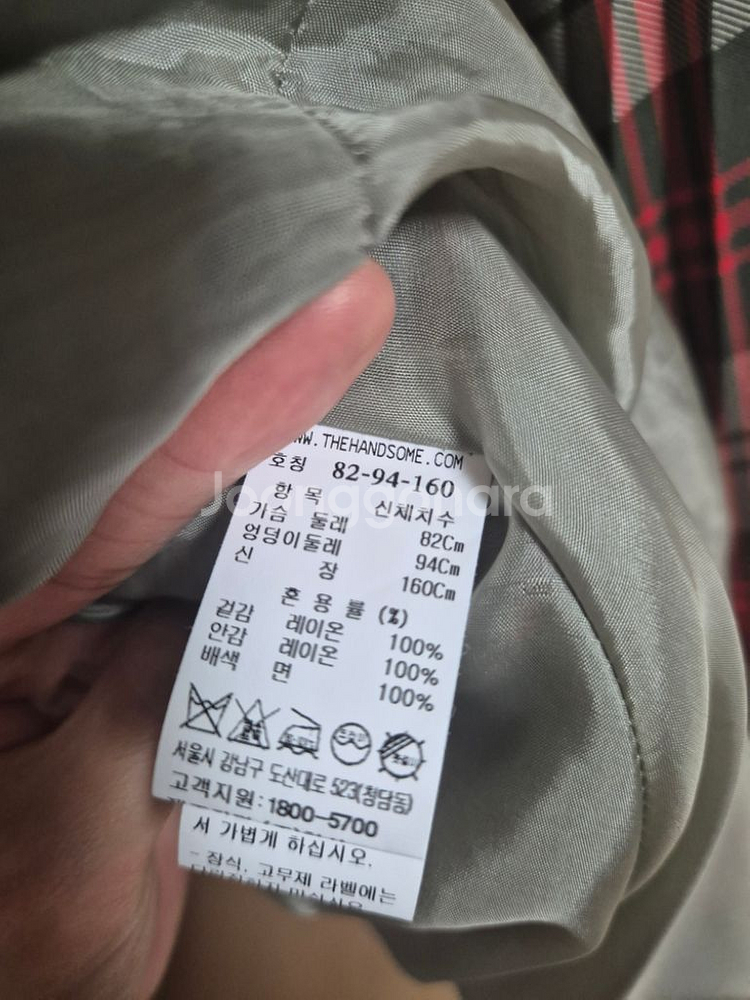 WW.THEHANDSOME.COM
호칭 82-94-160
항 목 신체치수
가슴 둘레 82Cm
엉덩이둘레 94Cm
신 장 160Cm
혼 용 률 (%)
겉감 레이온 100%
안감 레이온 100%
배색 면 100%
서울시 강남구 도산대로 523(청담동)
고객지원:1800-5700
서 가볍게 하십시오.
- 장식, 고무제 라벨에는
Joonggonara